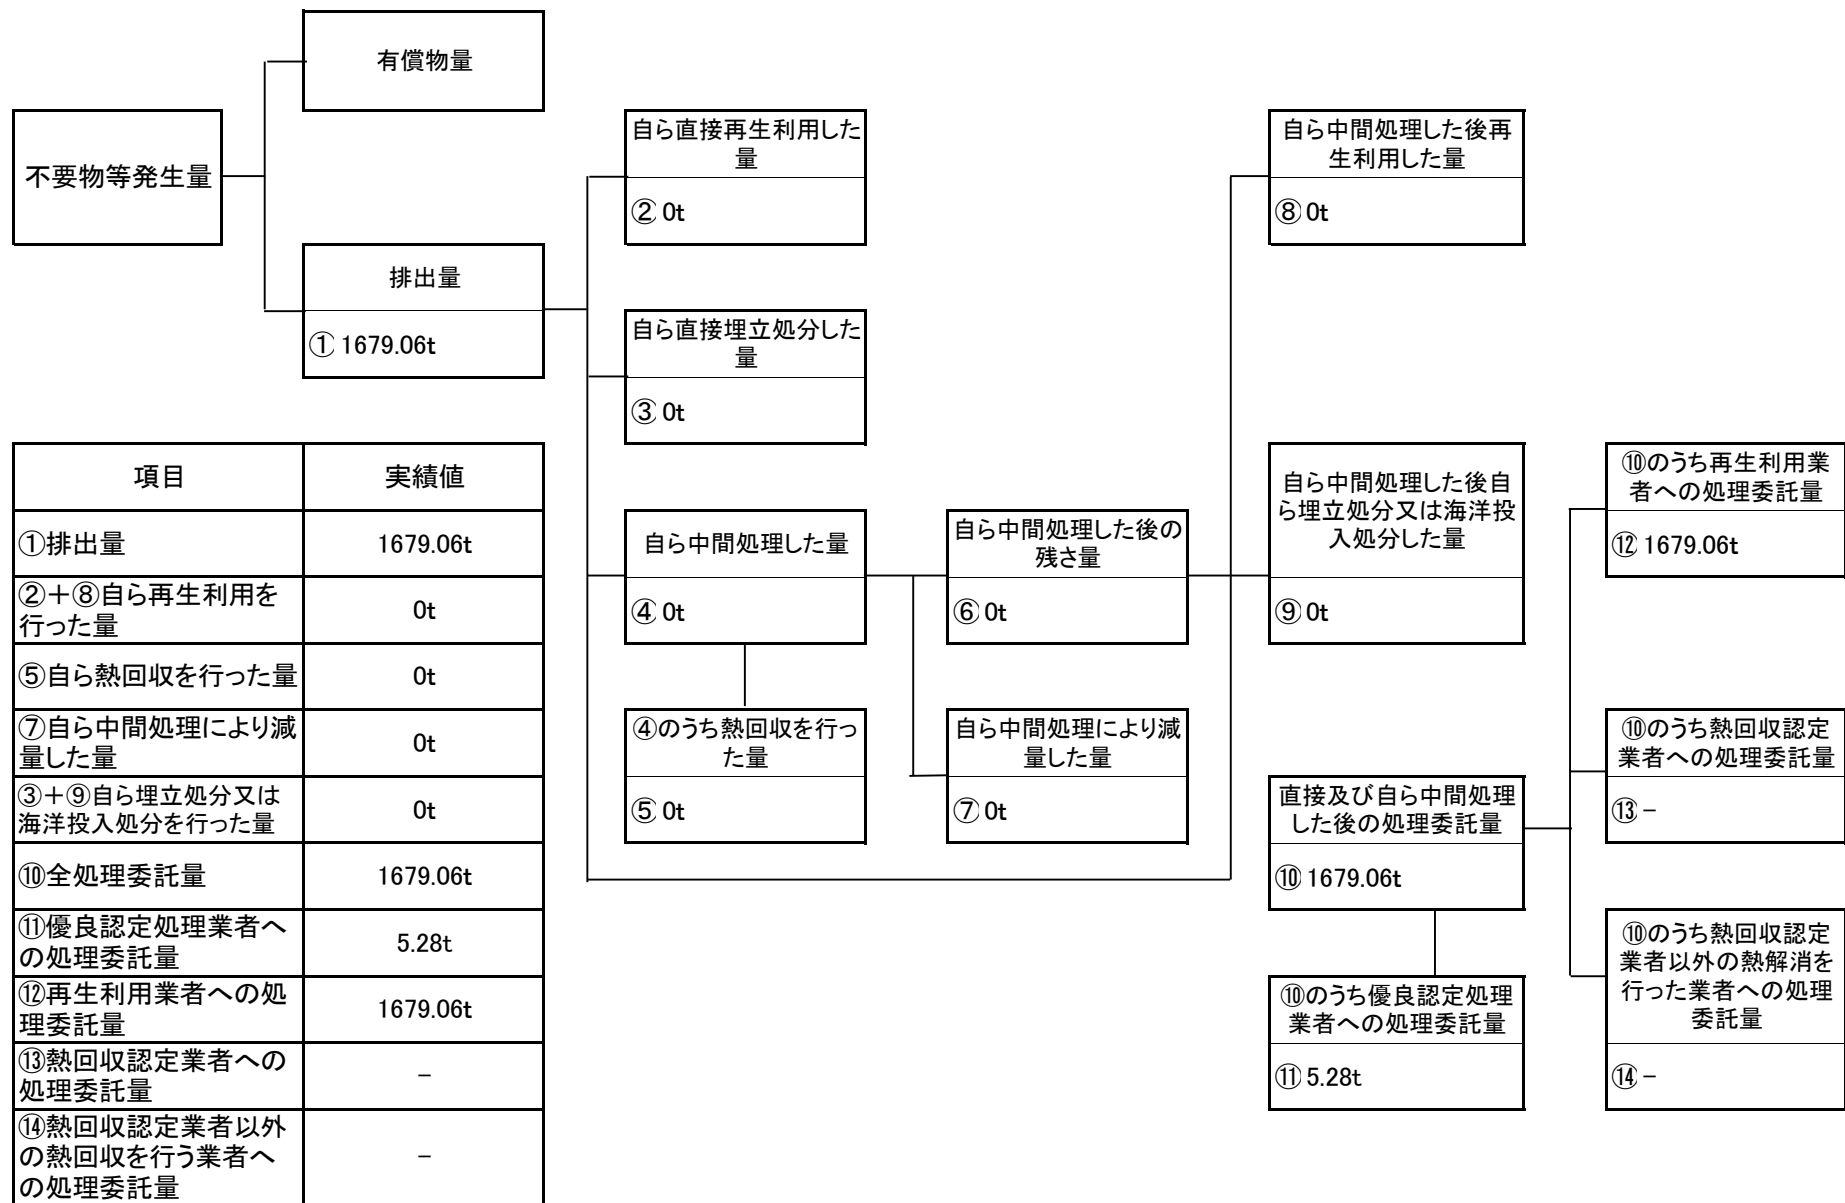 有償物量
不要物等発生量
排出量
① 1679.06t
自ら直接再生利用した
量
② 0t
自ら直接埋立処分した
量
③ 0t
自ら中間処理した量
④ 0t
④のうち熱回収を行っ
た量
⑤ 0t
自ら中間処理した後の
残さ量
⑥ 0t
自ら中間処理により減
量した量
⑦ 0t
自ら中間処理した後再
生利用した量
⑧ 0t
自ら中間処理した後自
ら埋立処分又は海洋投
入処分した量
⑨ 0t
直接及び自ら中間処理
した後の処理委託量
⑩ 1679.06t
⑩のうち優良認定処理
業者への処理委託量
⑪ 5.28t
⑩のうち再生利用業
者への処理委託量
⑫ 1679.06t
⑩のうち熱回収認定
業者への処理委託量
⑬ −
⑩のうち熱回収認定
業者以外の熱解消を
行った業者への処理
委託量
⑭ −
項目 実績値
①排出量 1679.06t
②＋⑧自ら再生利用を
行った量 0t
⑤自ら熱回収を行った量 0t
⑦自ら中間処理により減
量した量 0t
③＋⑨自ら埋立処分又は
海洋投入処分を行った量 0t
⑩全処理委託量 1679.06t
⑪優良認定処理業者へ
の処理委託量 5.28t
⑫再生利用業者への処
理委託量 1679.06t
⑬熱回収認定業者への
処理委託量 −
⑭熱回収認定業者以外
の熱回収を行う業者へ
の処理委託量 −